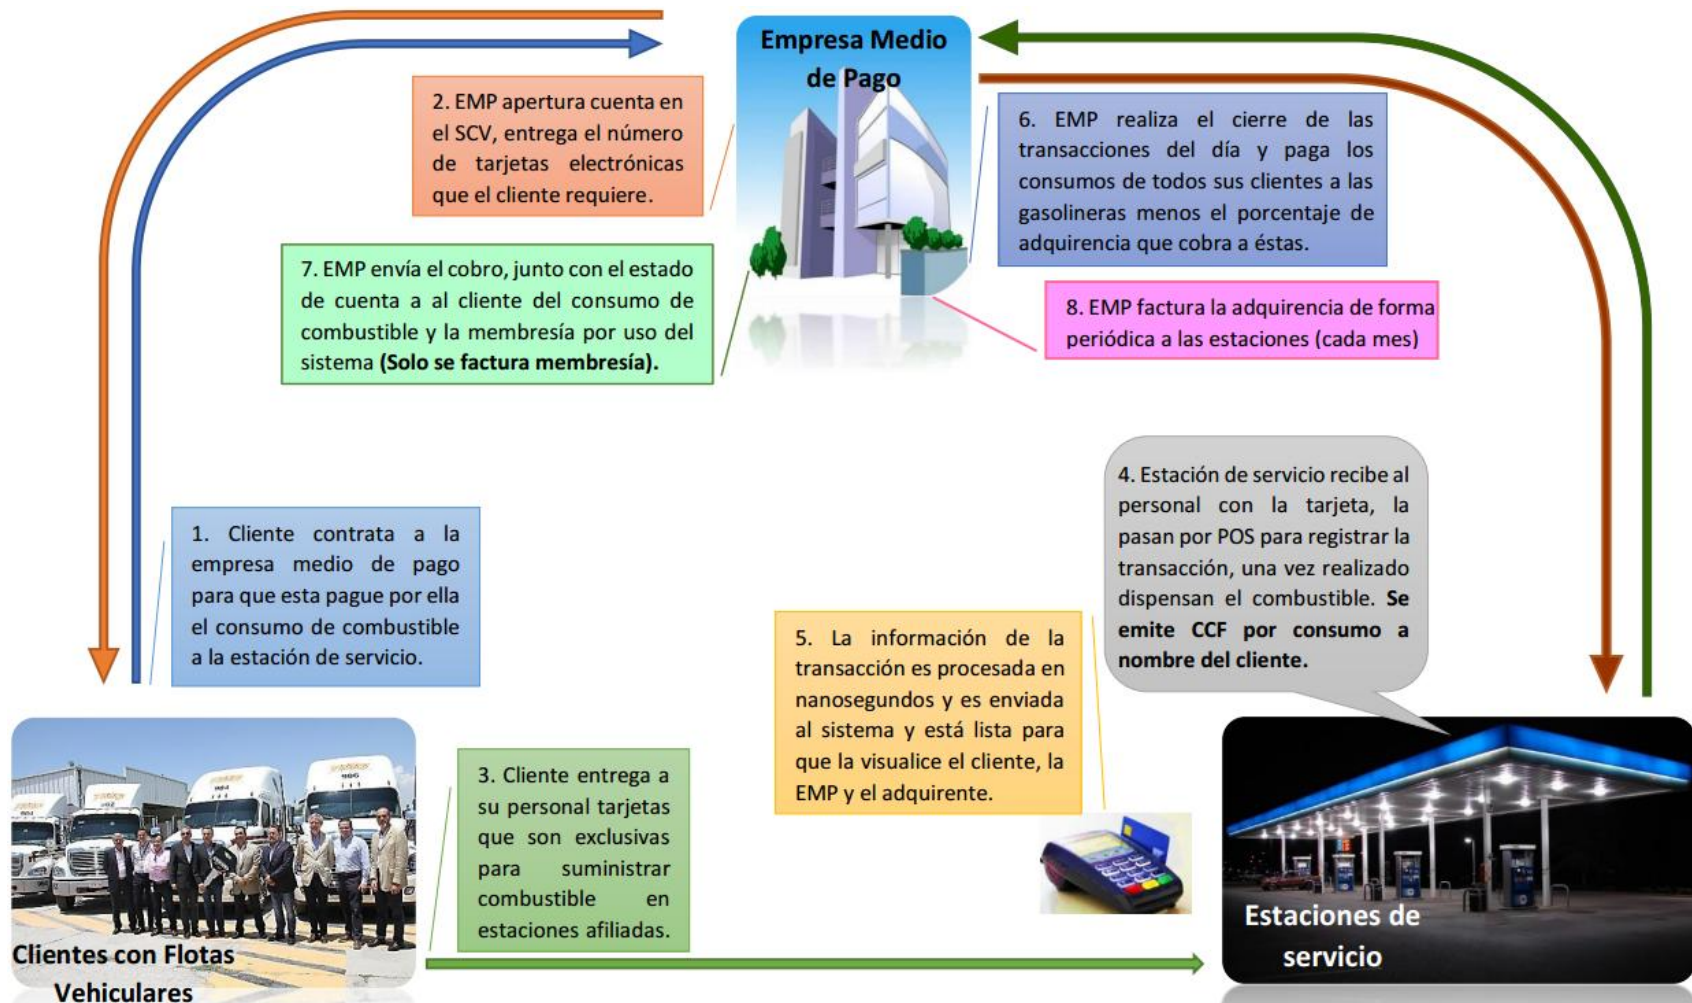 Empresa Medio
de Pago
2. EMP apertura cuenta en
el SCV, entrega el número
de tarjetas electrónicas
que el cliente requiere.
6. EMP realiza el cierre de las
transacciones del día y paga los
consumos de todos sus clientes a las
gasolineras menos el porcentaje de
adquirencia que cobra a éstas.
7. EMP envía el cobro, junto con el estado
de cuenta a al cliente del consumo de
combustible y la membresía por uso del
sistema (Solo se factura membresía).
8. EMP factura la adquirencia de forma
periódica a las estaciones (cada mes)
1. Cliente contrata a la
empresa medio de pago
para que esta pague por ella
el consumo de combustible
a la estación de servicio.
4. Estación de servicio recibe al
personal con la tarjeta, la
pasan por POS para registrar la
transacción, una vez realizado
dispensan el combustible. Se
emite CCF por consumo a
nombre del cliente.
5. La información de la
transacción es procesada en
nanosegundos y es enviada
al sistema y está lista para
que la visualice el cliente, la
EMP y el adquirente.
3. Cliente entrega a
su personal tarjetas
que son exclusivas
para suministrar
combustible en
estaciones afiliadas.
Clientes con Flotas
Vehiculares
Estaciones de
servicio